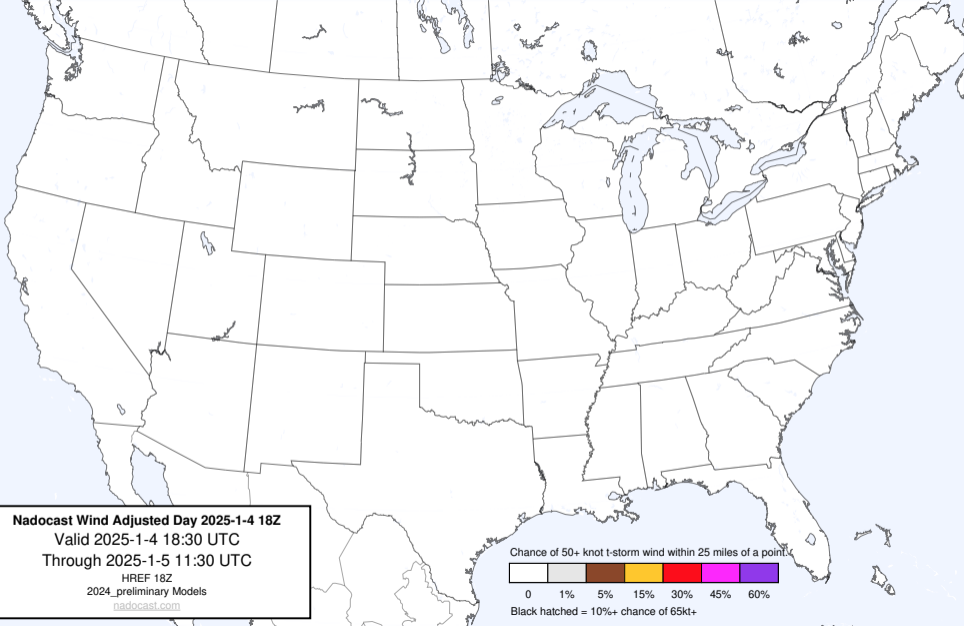 Nadocast Wind Adjusted Day 2025-1-4 18Z
Valid 2025-1-4 18:30 UTC
Through 2025-1-5 11:30 UTC
HREF 18Z
2024_preliminary Models
nadocast.com
Chance of 50+ knot t-storm wind within 25 miles of a point.
0 1% 5% 15% 30% 45% 60%
Black hatched = 10%+ chance of 65kt+